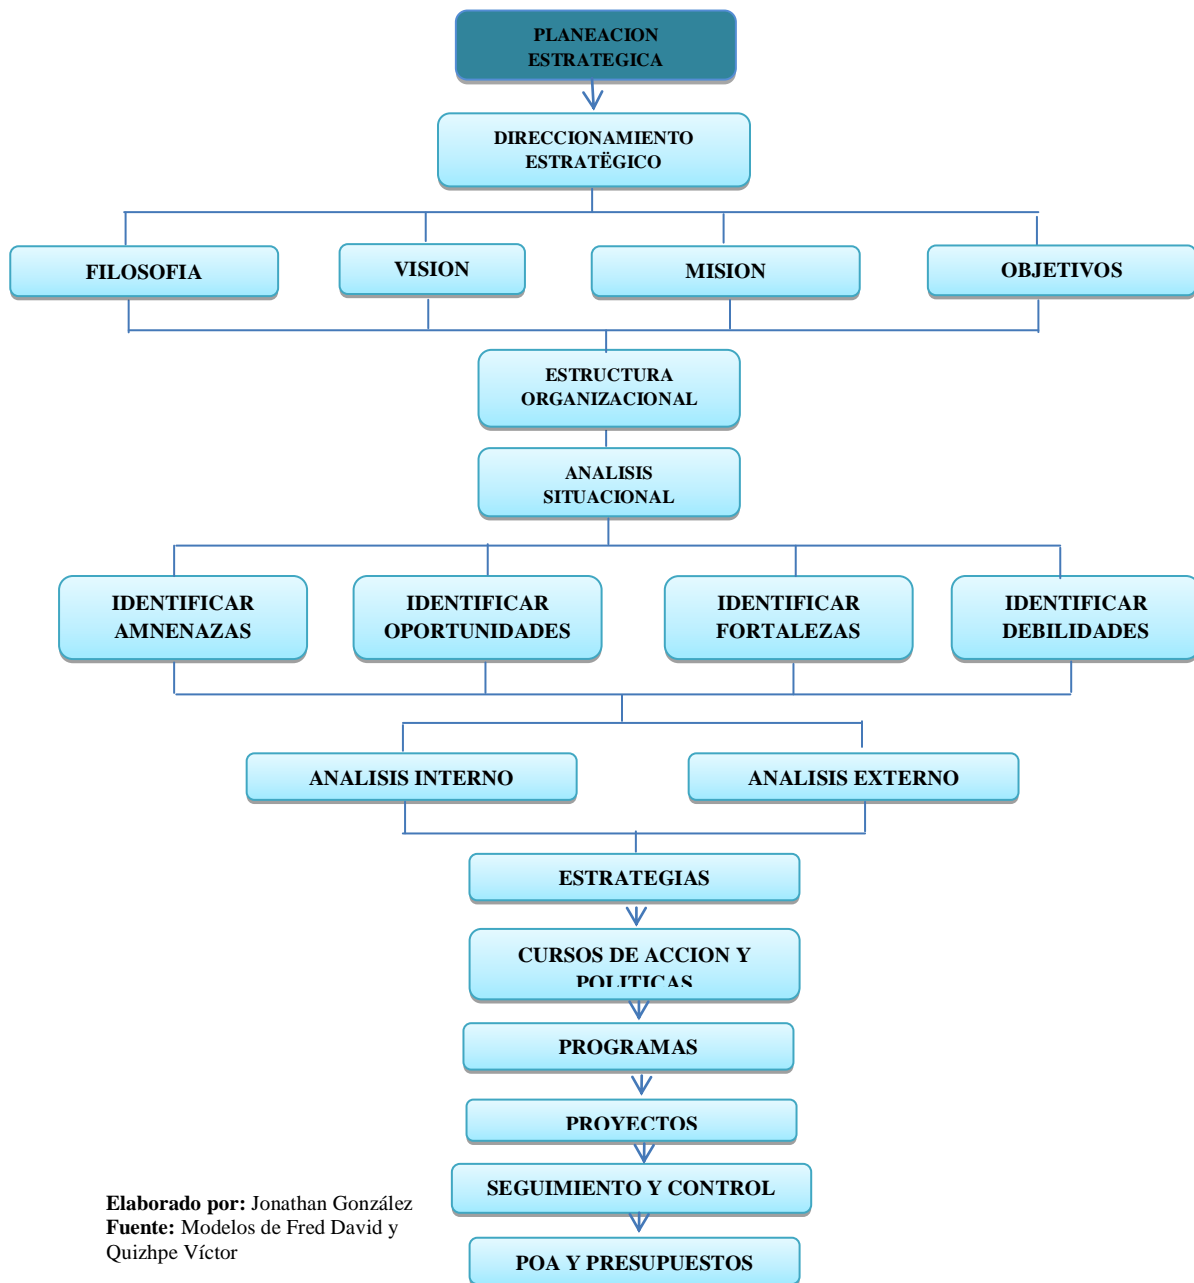 PLANEACION
ESTRATEGICA
DIRECCIONAMIENTO
ESTRATËGICO
FILOSOFIA
VISION
MISION
OBJETIVOS
ESTRUCTURA
ORGANIZACIONAL
ANALISIS
SITUACIONAL
IDENTIFICAR
AMNENAZAS
IDENTIFICAR
OPORTUNIDADES
IDENTIFICAR
FORTALEZAS
IDENTIFICAR
DEBILIDADES
ANALISIS INTERNO
ANALISIS EXTERNO
ESTRATEGIAS
CURSOS DE ACCION Y
POLITICAS
PROGRAMAS
PROYECTOS
SEGUIMIENTO Y CONTROL
POA Y PRESUPUESTOS
Elaborado por: Jonathan González
Fuente: Modelos de Fred David y
Quizhpe Víctor